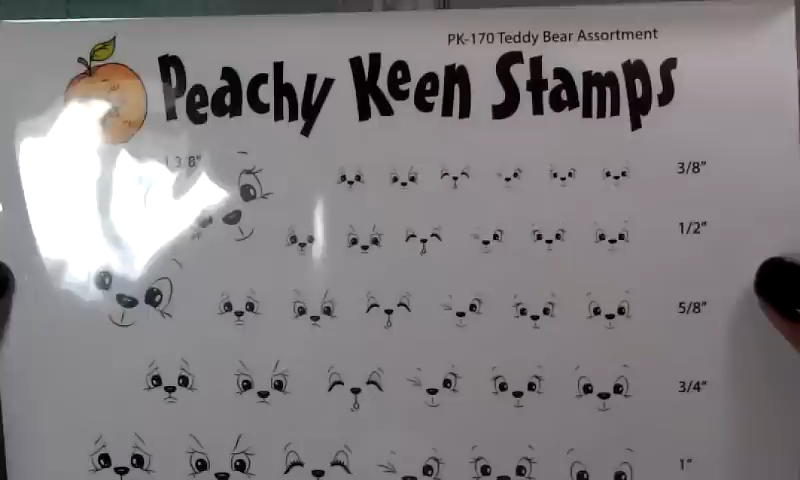 PK-170 Teddy Bear Assortment
Peachy Keen Stamps
3/8"
1/2"
5/8"
3/4"
1"